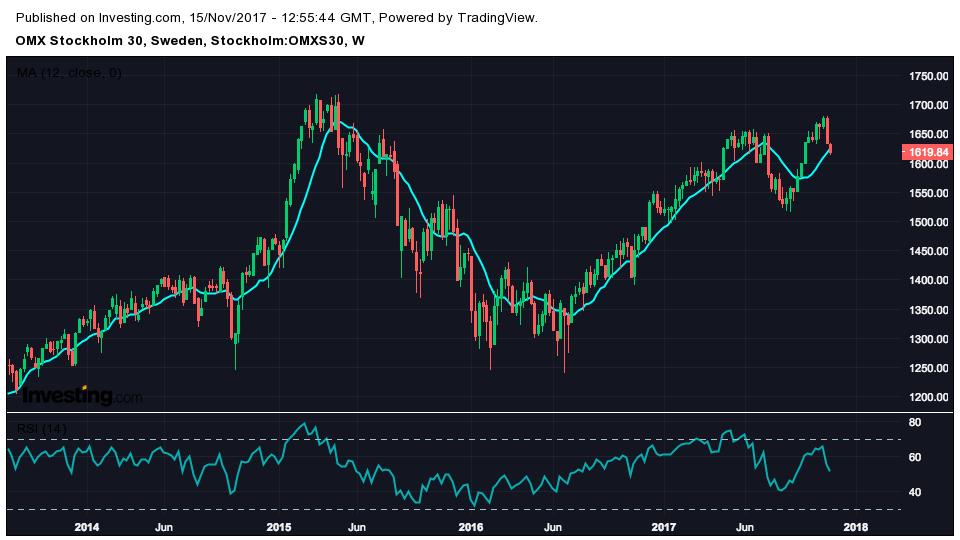 Published on Investing.com, 15/Nov/2017 - 12:55:44 GMT, Powered by TradingView.
OMX Stockholm 30, Sweden, Stockholm:OMXS30, W
MA (12, close, 0)
1750.00
1700.00
1650.00
1619.84
1600.00
1550.00
1500.00
1450.00
1400.00
1350.00
1300.00
1250.00
1200.00
Investing.com
RSI (14)
80
60
40
2014 Jun 2015 Jun 2016 Jun 2017 Jun 2018